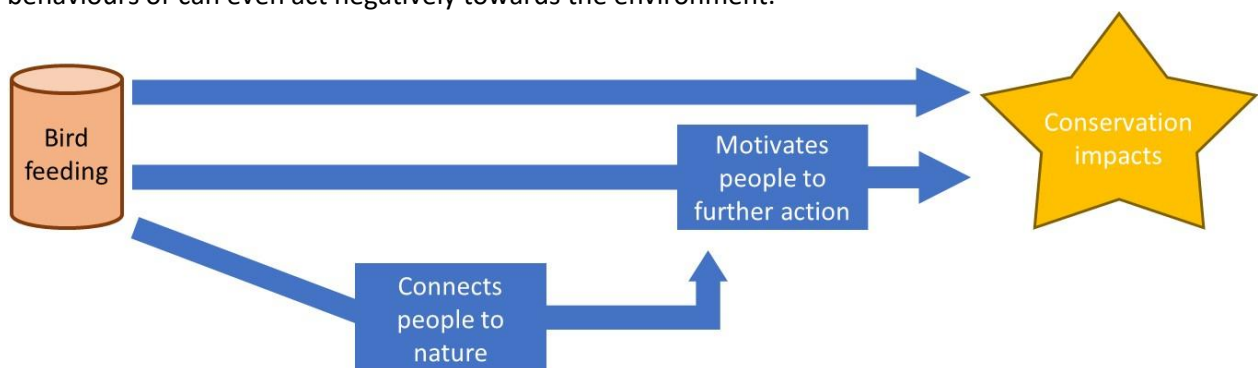 behaviours or can even act negatively towards the environment.
Bird
feeding
Motivates
people to
further action
Conservation
impacts
Connects
people to
nature